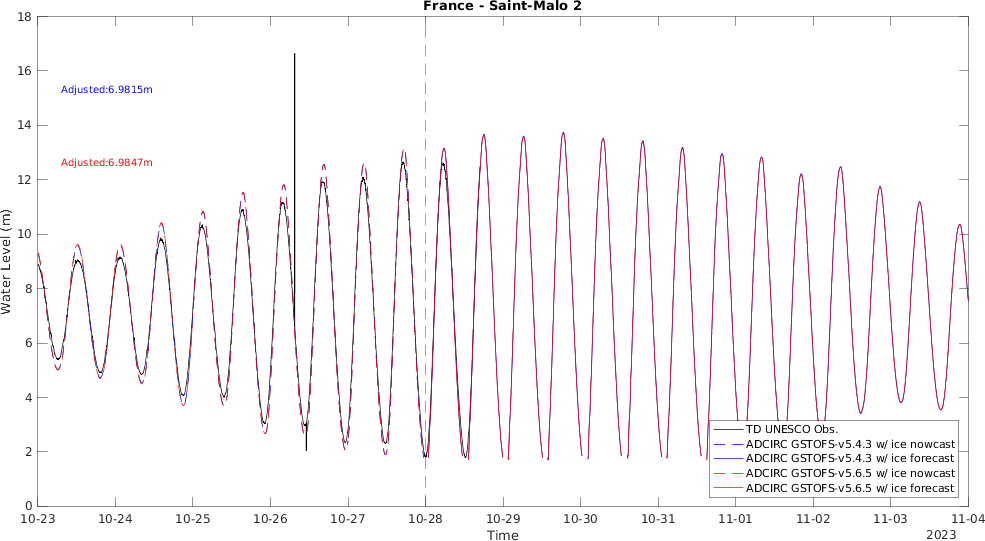 France - Saint-Malo 2
18
16
14
12
10
8
6
4
2
0
Water Level (m)
Adjusted:6.9815m
Adjusted:6.9847m
TD UNESCO Obs.
ADCIRC GSTOFS-v5.4.3 w/ ice nowcast
ADCIRC GSTOFS-v5.4.3 w/ ice forecast
ADCIRC GSTOFS-v5.6.5 w/ ice nowcast
ADCIRC GSTOFS-v5.6.5 w/ ice forecast
10-23 10-24 10-25 10-26 10-27 10-28 10-29 10-30 10-31 11-01 11-02 11-03 11-04
Time
2023